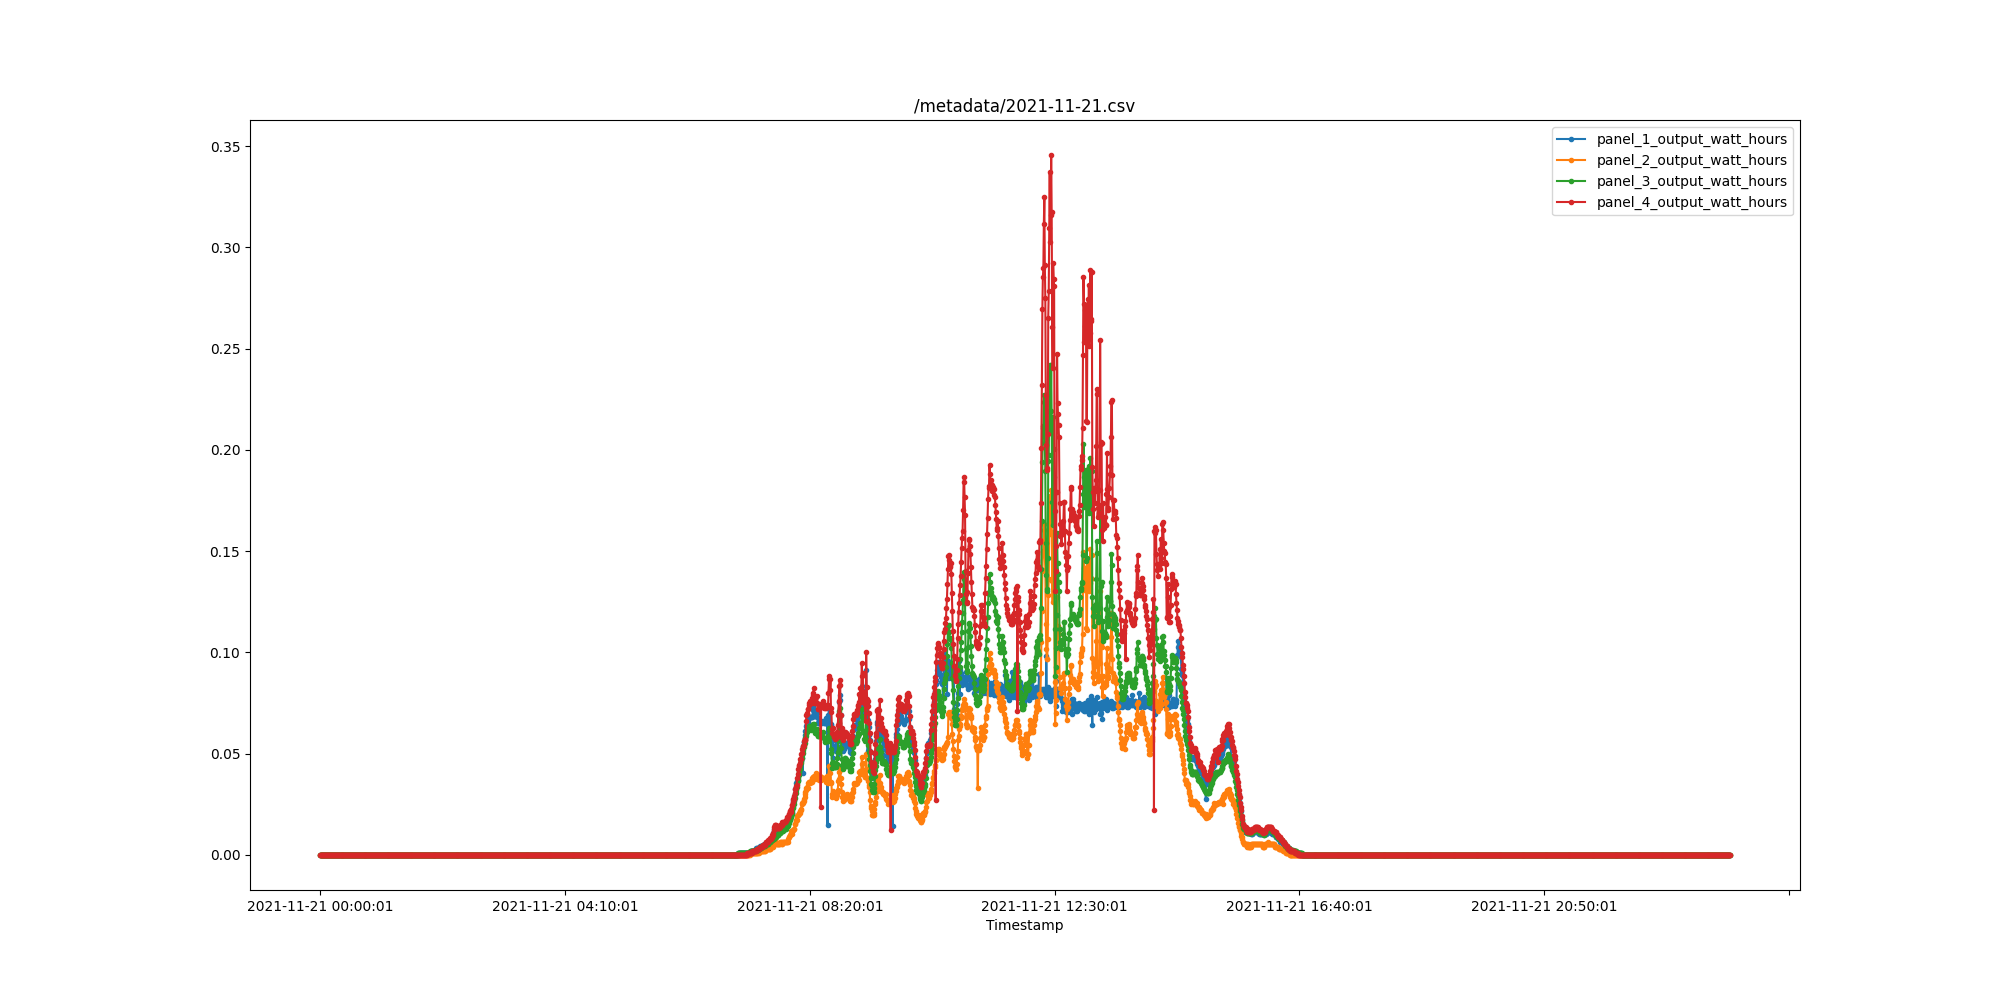 /metadata/2021-11-21.csv
panel_1_output_watt_hours
panel_2_output_watt_hours
panel_3_output_watt_hours
panel_4_output_watt_hours
0.35
0.30
0.25
0.20
0.15
0.10
0.05
0.00
2021-11-21 00:00:01 2021-11-21 04:10:01 2021-11-21 08:20:01 2021-11-21 12:30:01 2021-11-21 16:40:01 2021-11-21 20:50:01
Timestamp